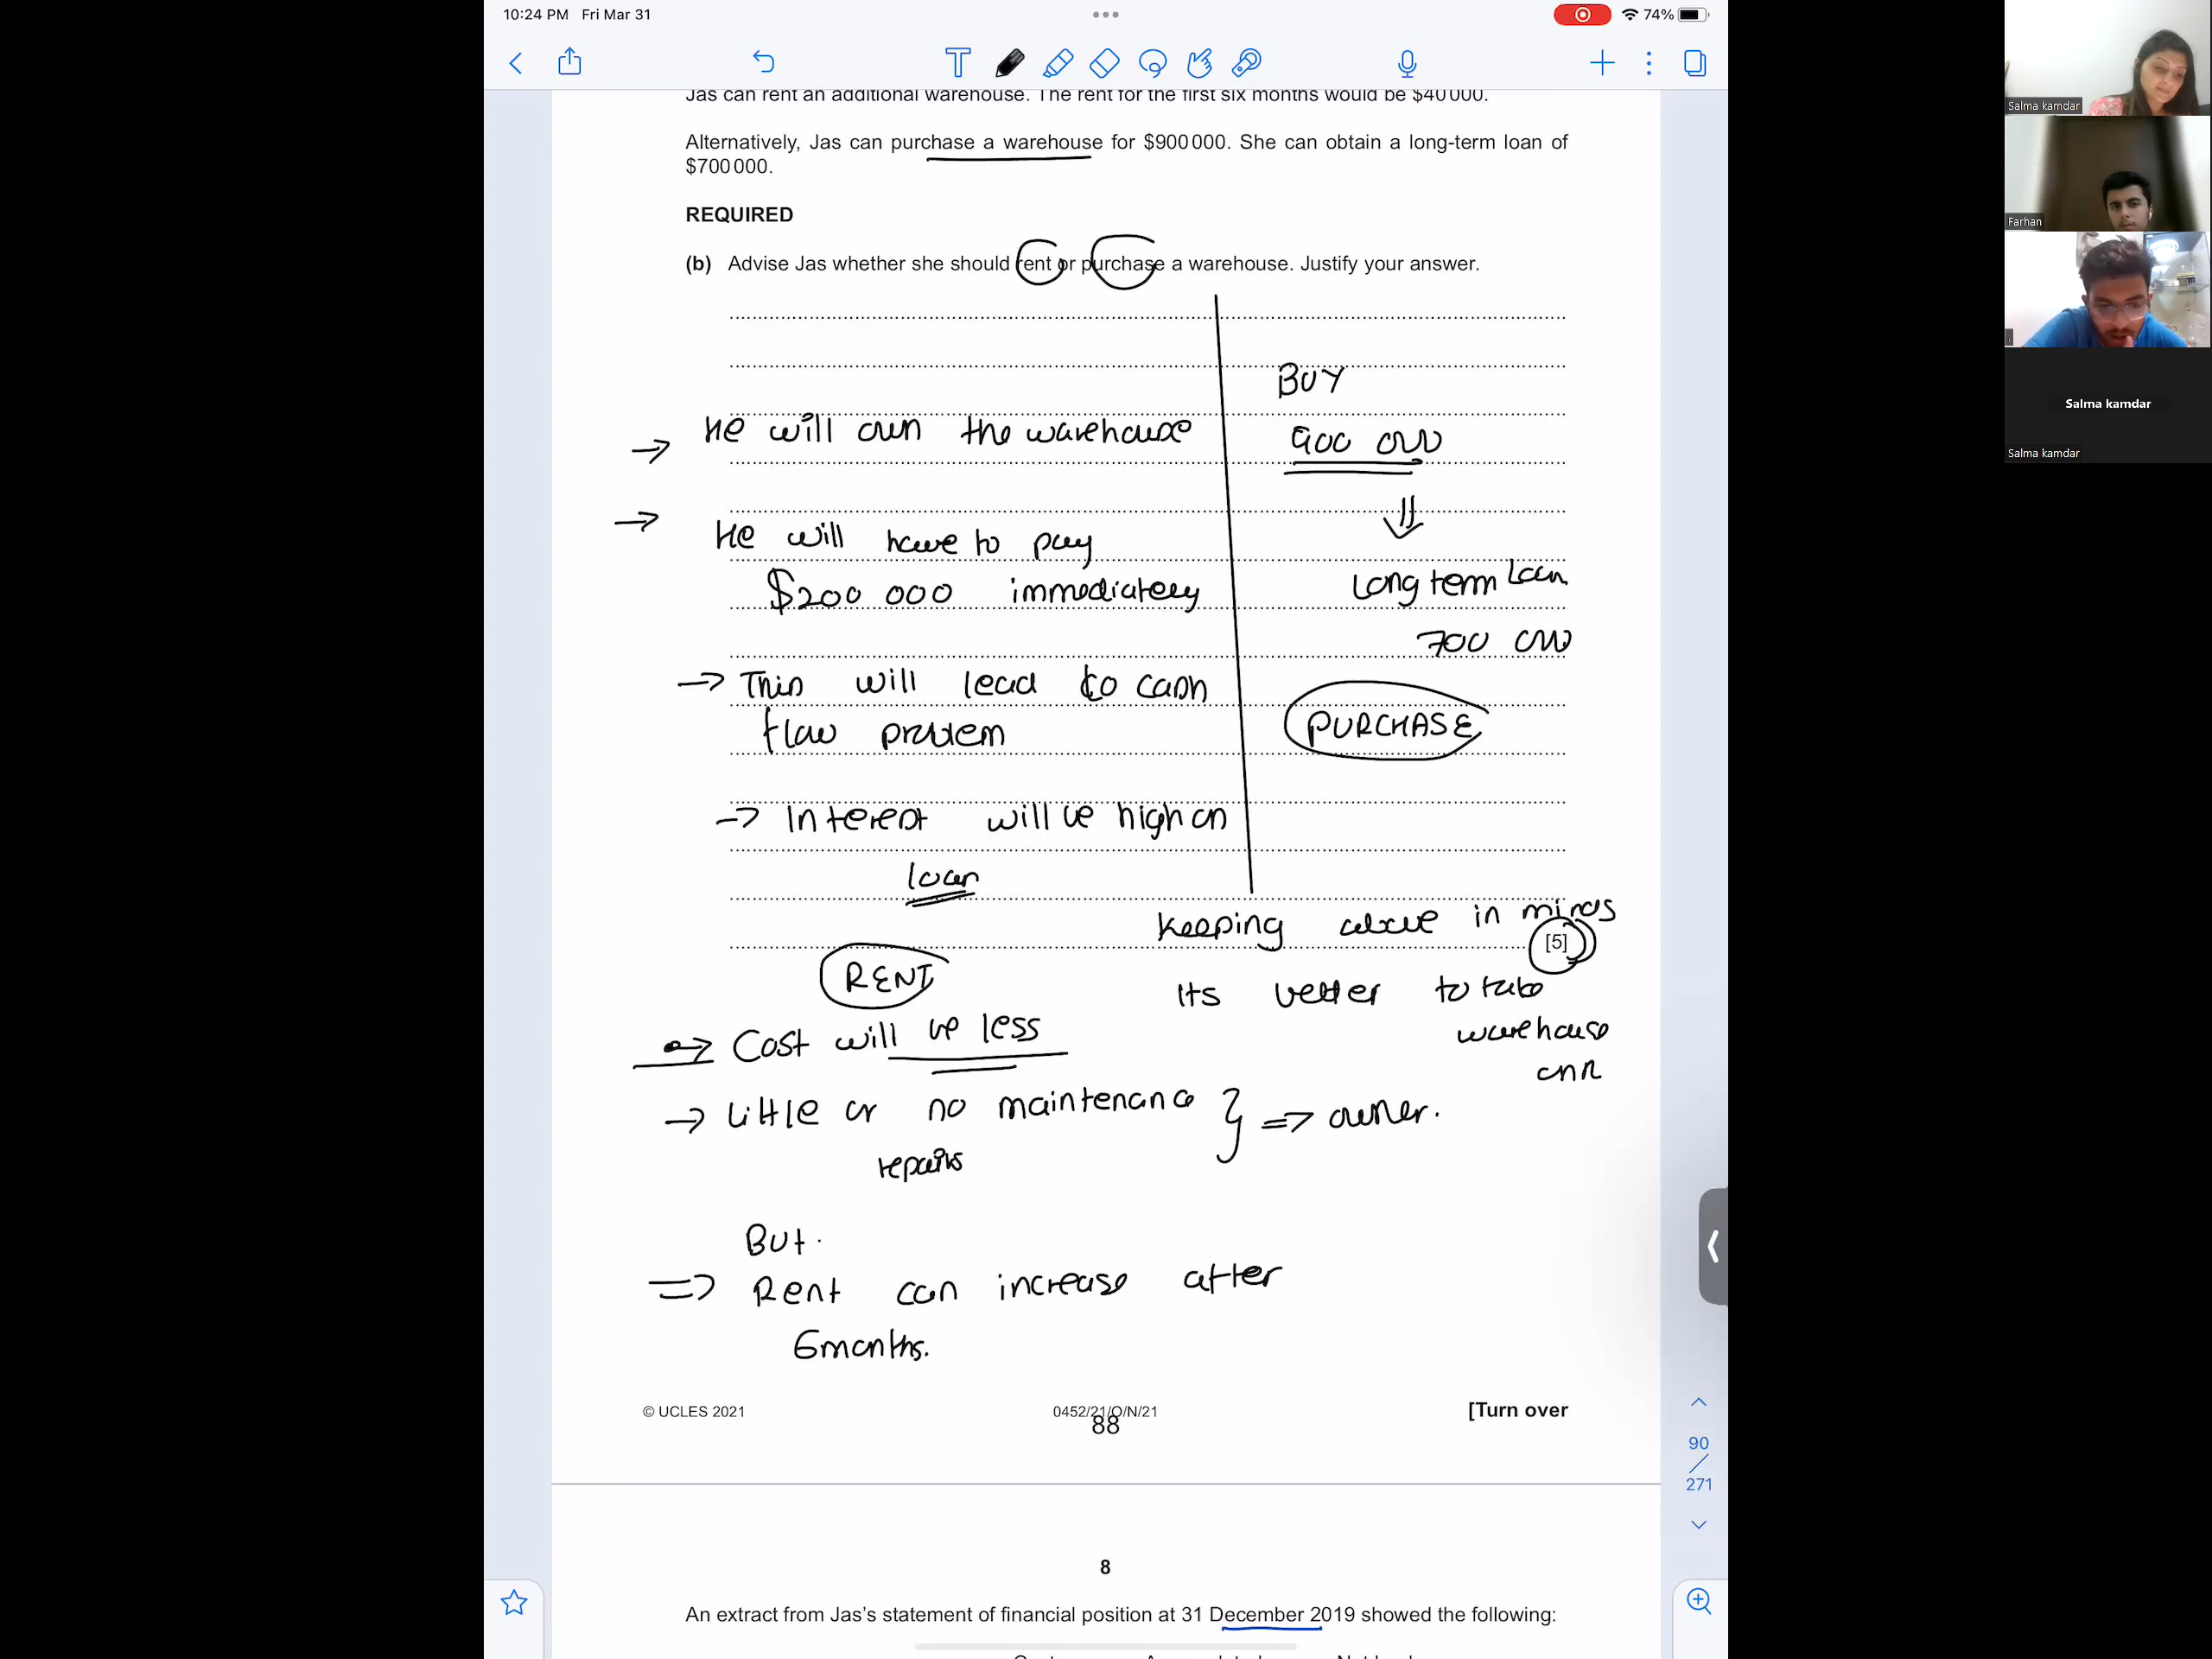 10:24 PM Fri Mar 31
74%
Jas can rent an additional warehouse. The rent for the first six months would be $40 000.
Alternatively, Jas can purchase a warehouse for $900 000. She can obtain a long-term loan of
$700 000.
REQUIRED
(b) Advise Jas whether she should rent or purchase a warehouse. Justify your answer.
BUY
He will own the warehouse
900 000
He will have to pay
$200 000 immediately
Long term Loan
700 000
This will lead to cash
flow problem
PURCHASE
Interest will be high on
loan
Keeping above in minds
[5]
RENT
Its better to take
warehouse
on R
Cost will be less
Little or no maintenance } => owner.
repairs
But.
Rent can increase after
6months.
© UCLES 2021
0452/21/O/N/21
[Turn over
88
90
271
8
An extract from Jas's statement of financial position at 31 December 2019 showed the following:
Salma kamdar
Farhan
Salma kamdar
Salma kamdar